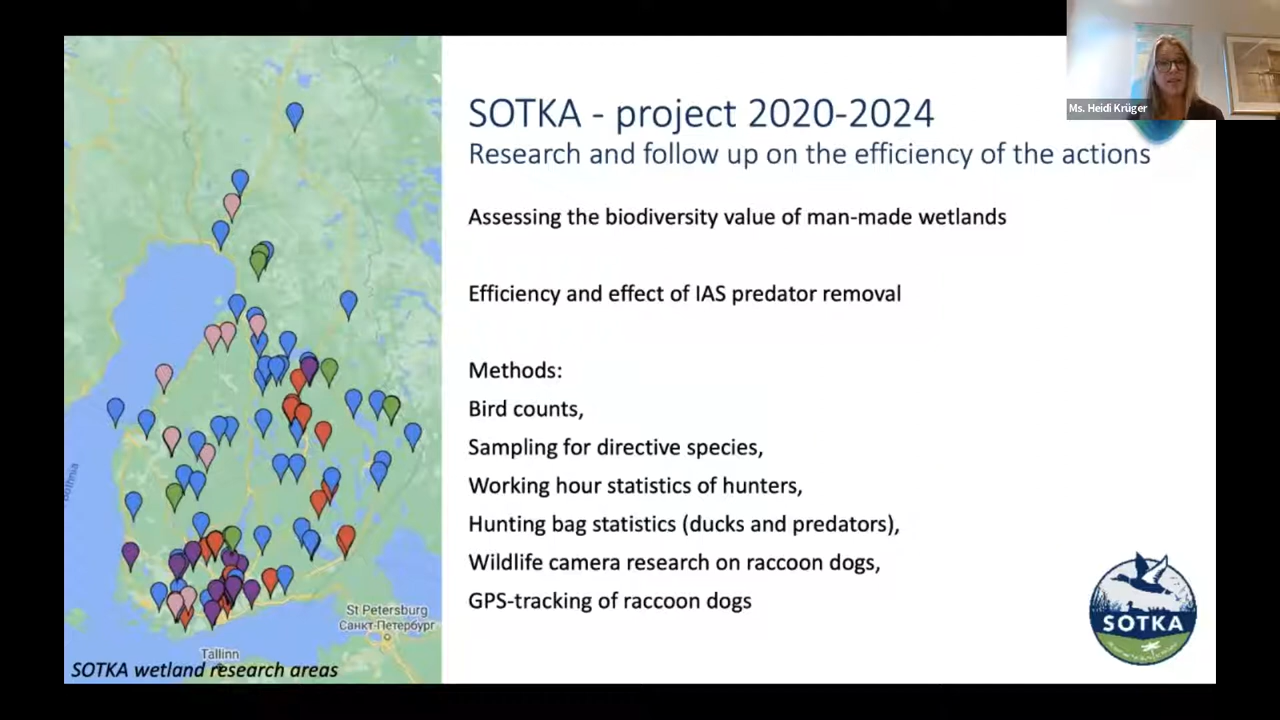 Ms. Heidi Krüger
SOTKA - project 2020-2024
Research and follow up on the efficiency of the actions
Assessing the biodiversity value of man-made wetlands
Efficiency and effect of IAS predator removal
Methods:
Bird counts,
Sampling for directive species,
Working hour statistics of hunters,
Hunting bag statistics (ducks and predators),
Wildlife camera research on raccoon dogs,
GPS-tracking of raccoon dogs
St Petersburg
Санкт-Петербург
Tallinn
SOTKA wetland research areas
SOTKA